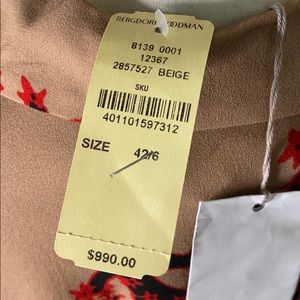 BERGDORF GOODMAN
8139 0001
12367
2857527 BEIGE
SKU
401101597312
SIZE 42/6
$990.00